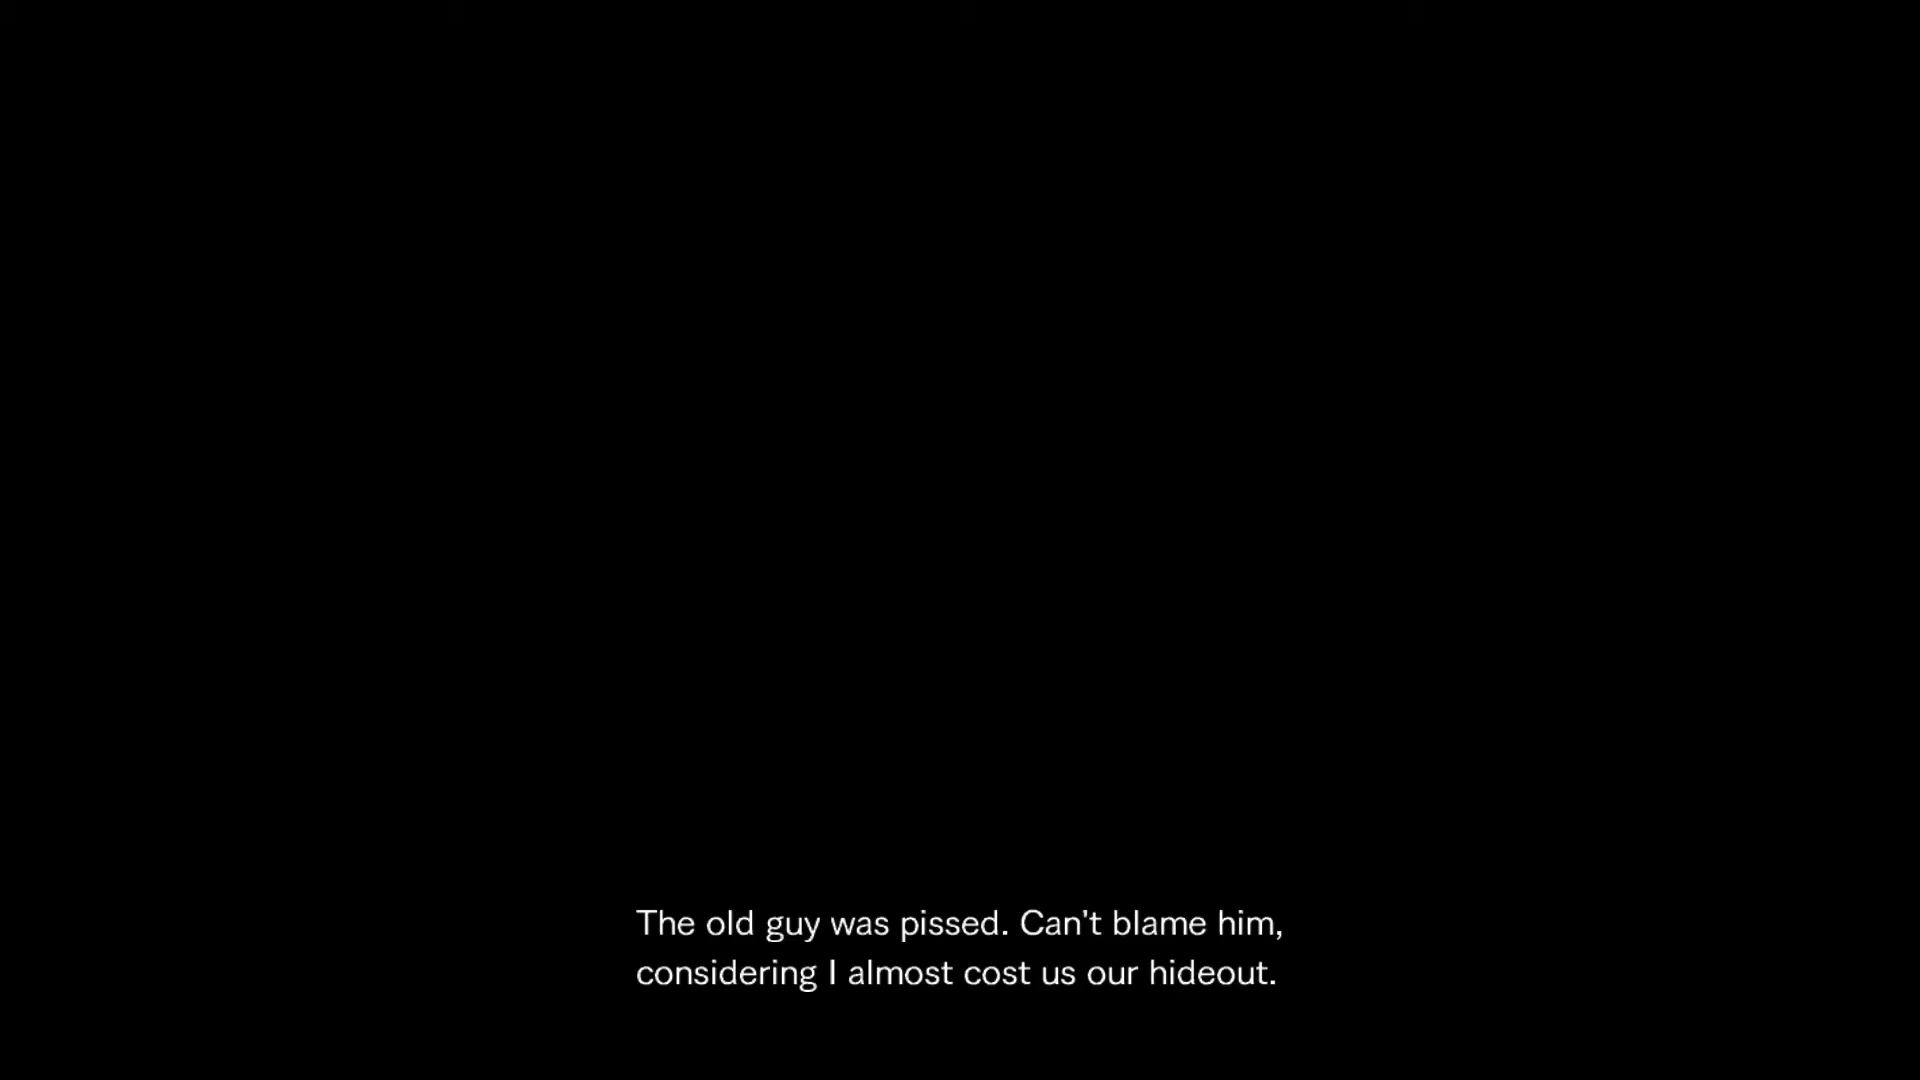 The old guy was pissed. Can't blame him,
considering I almost cost us our hideout.